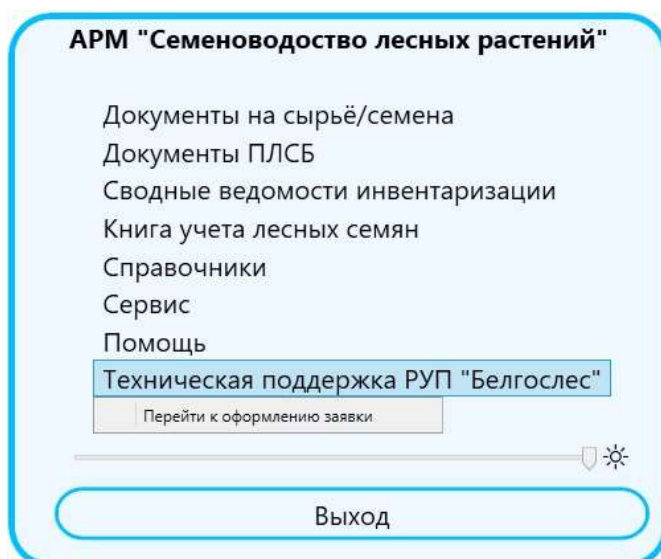 АРМ "Семеноводоство лесных растений"
Документы на сырьё/семена
Документы ПЛСБ
Сводные ведомости инвентаризации
Книга учета лесных семян
Справочники
Сервис
Помощь
Техническая поддержка РУП "Белгослес"
Перейти к оформлению заявки
Выход